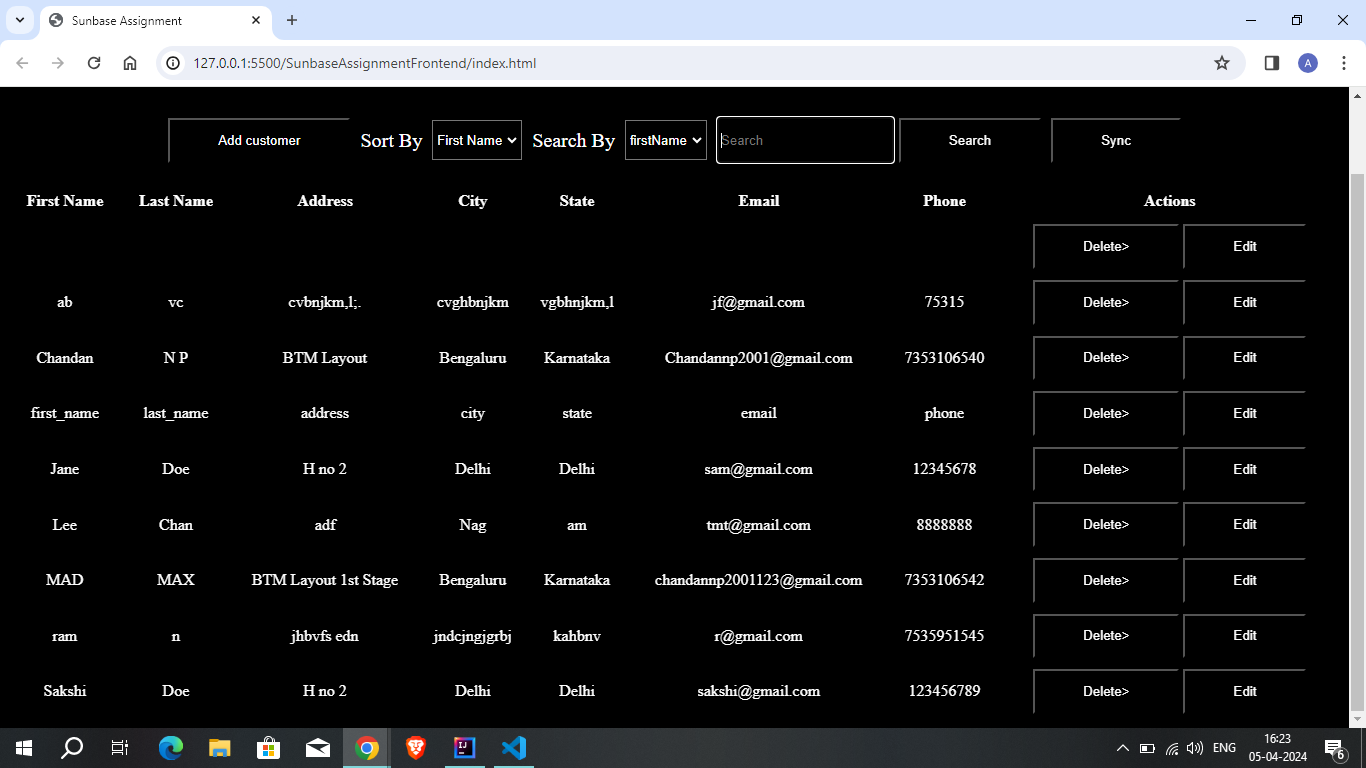 Sunbase Assignment
127.0.0.1:5500/SunbaseAssignmentFrontend/index.html
A
Add customer Sort By First Name Search By firstName Search Search Sync
First Name Last Name Address City State Email Phone Actions
Delete> Edit
ab vc cvbnjkm,l;. cvghbnjkm vgbhnjkm,l jf@gmail.com 75315 Delete> Edit
Chandan N P BTM Layout Bengaluru Karnataka Chandannp2001@gmail.com 7353106540 Delete> Edit
first_name last_name address city state email phone Delete> Edit
Jane Doe H no 2 Delhi Delhi sam@gmail.com 12345678 Delete> Edit
Lee Chan adf Nag am tmt@gmail.com 8888888 Delete> Edit
MAD MAX BTM Layout 1st Stage Bengaluru Karnataka chandannp2001123@gmail.com 7353106542 Delete> Edit
ram n jhbvfs edn jndcjngjgrbj kahbnv r@gmail.com 7535951545 Delete> Edit
Sakshi Doe H no 2 Delhi Delhi sakshi@gmail.com 123456789 Delete> Edit
IJ
ENG
16:23
05-04-2024
6